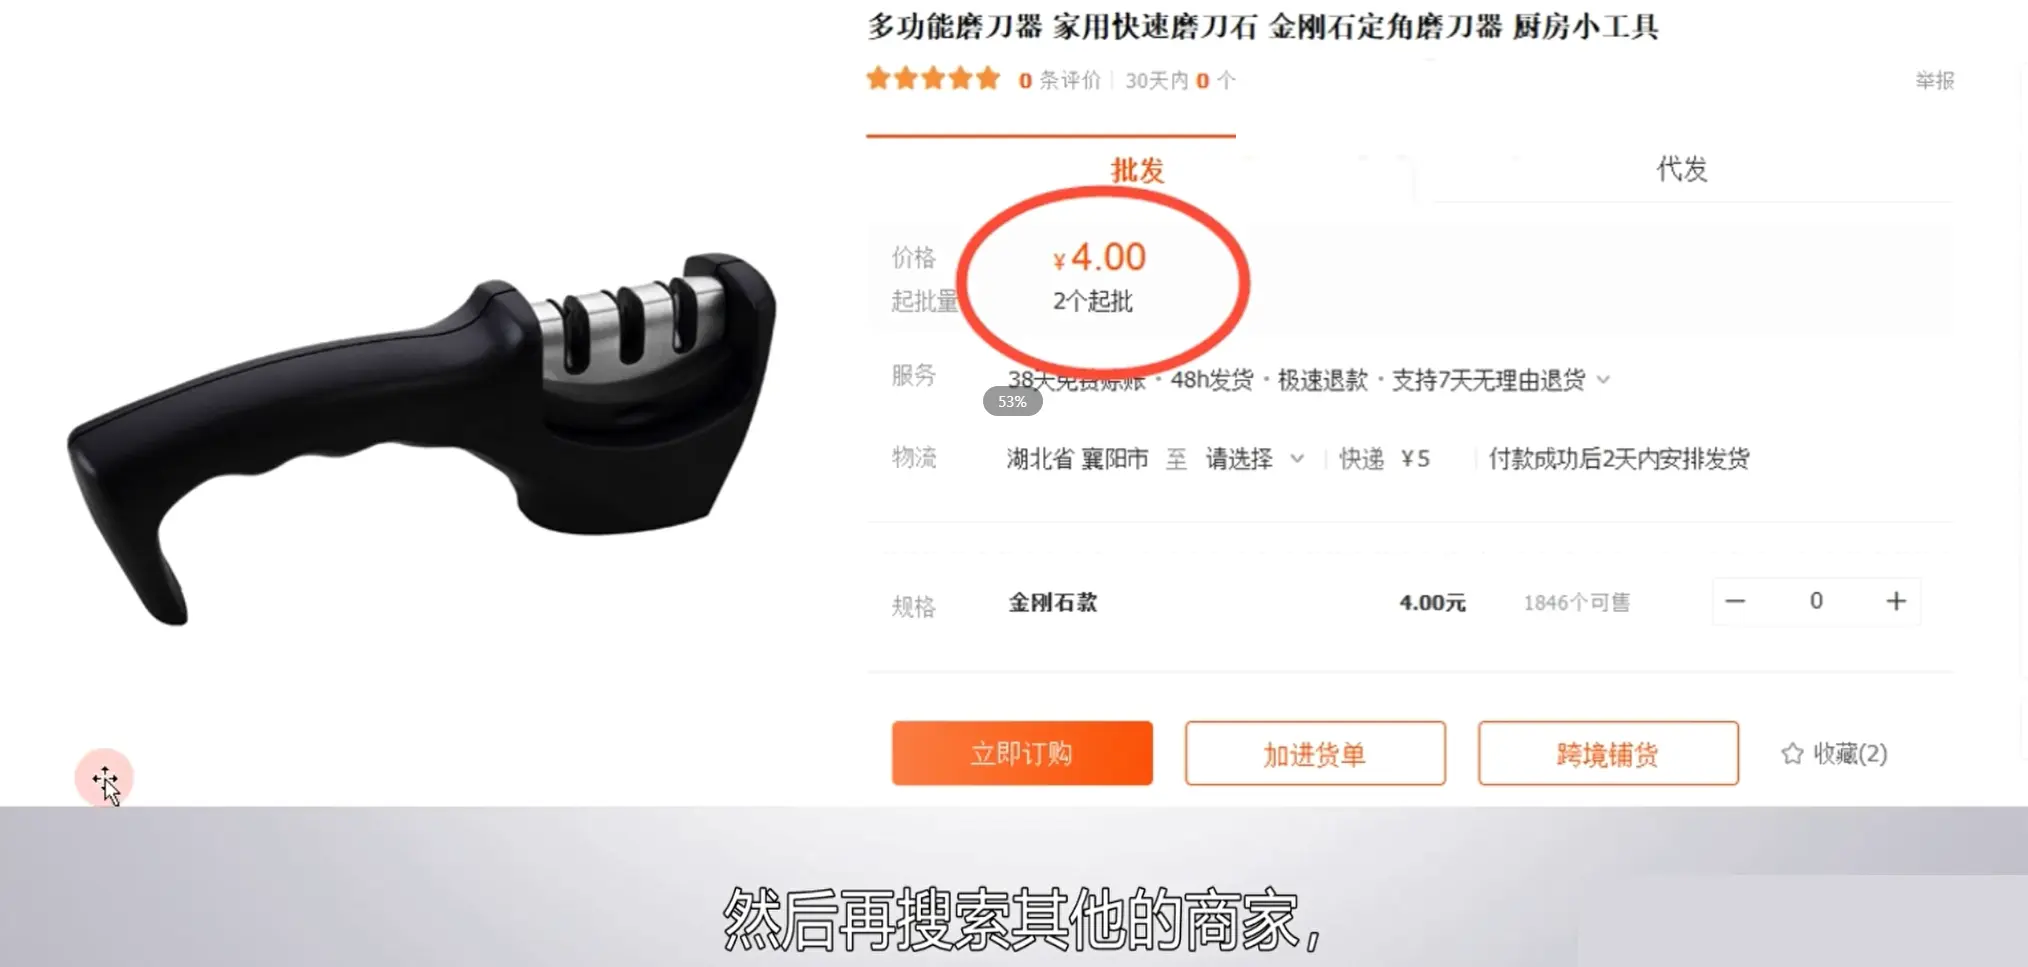 多功能磨刀器 家用快速磨刀石 金刚石定角磨刀器 厨房小工具
0 条评价 30天内 0 个
举报
批发
代发
价格 ¥4.00
起批量 2个起批
服务 38天免费赊账·48h发货·极速退款·支持7天无理由退货
53%
物流 湖北省 襄阳市 至 请选择 快递 ¥5 付款成功后2天内安排发货
规格 金刚石款 4.00元 1846个可售 — 0 +
立即订购 加进货单 跨境铺货 收藏(2)
然后再搜索其他的商家,